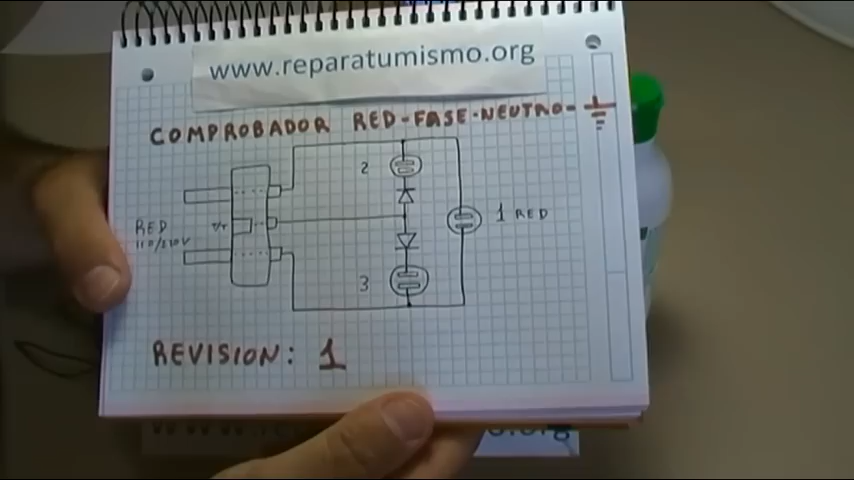 www.reparatumismo.org
COMPROBADOR RED-FASE-NEUTRO-
2
RED
110/220V
T/T
1 RED
3
REVISION: 1